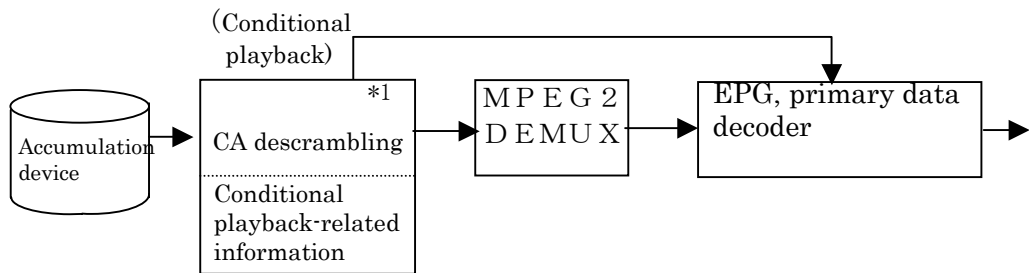 (Conditional
playback)
Accumulation
device
*1
CA descrambling
Conditional
playback-related
information
ＭＰＥＧ２
ＤＥＭＵＸ
EPG, primary data
decoder